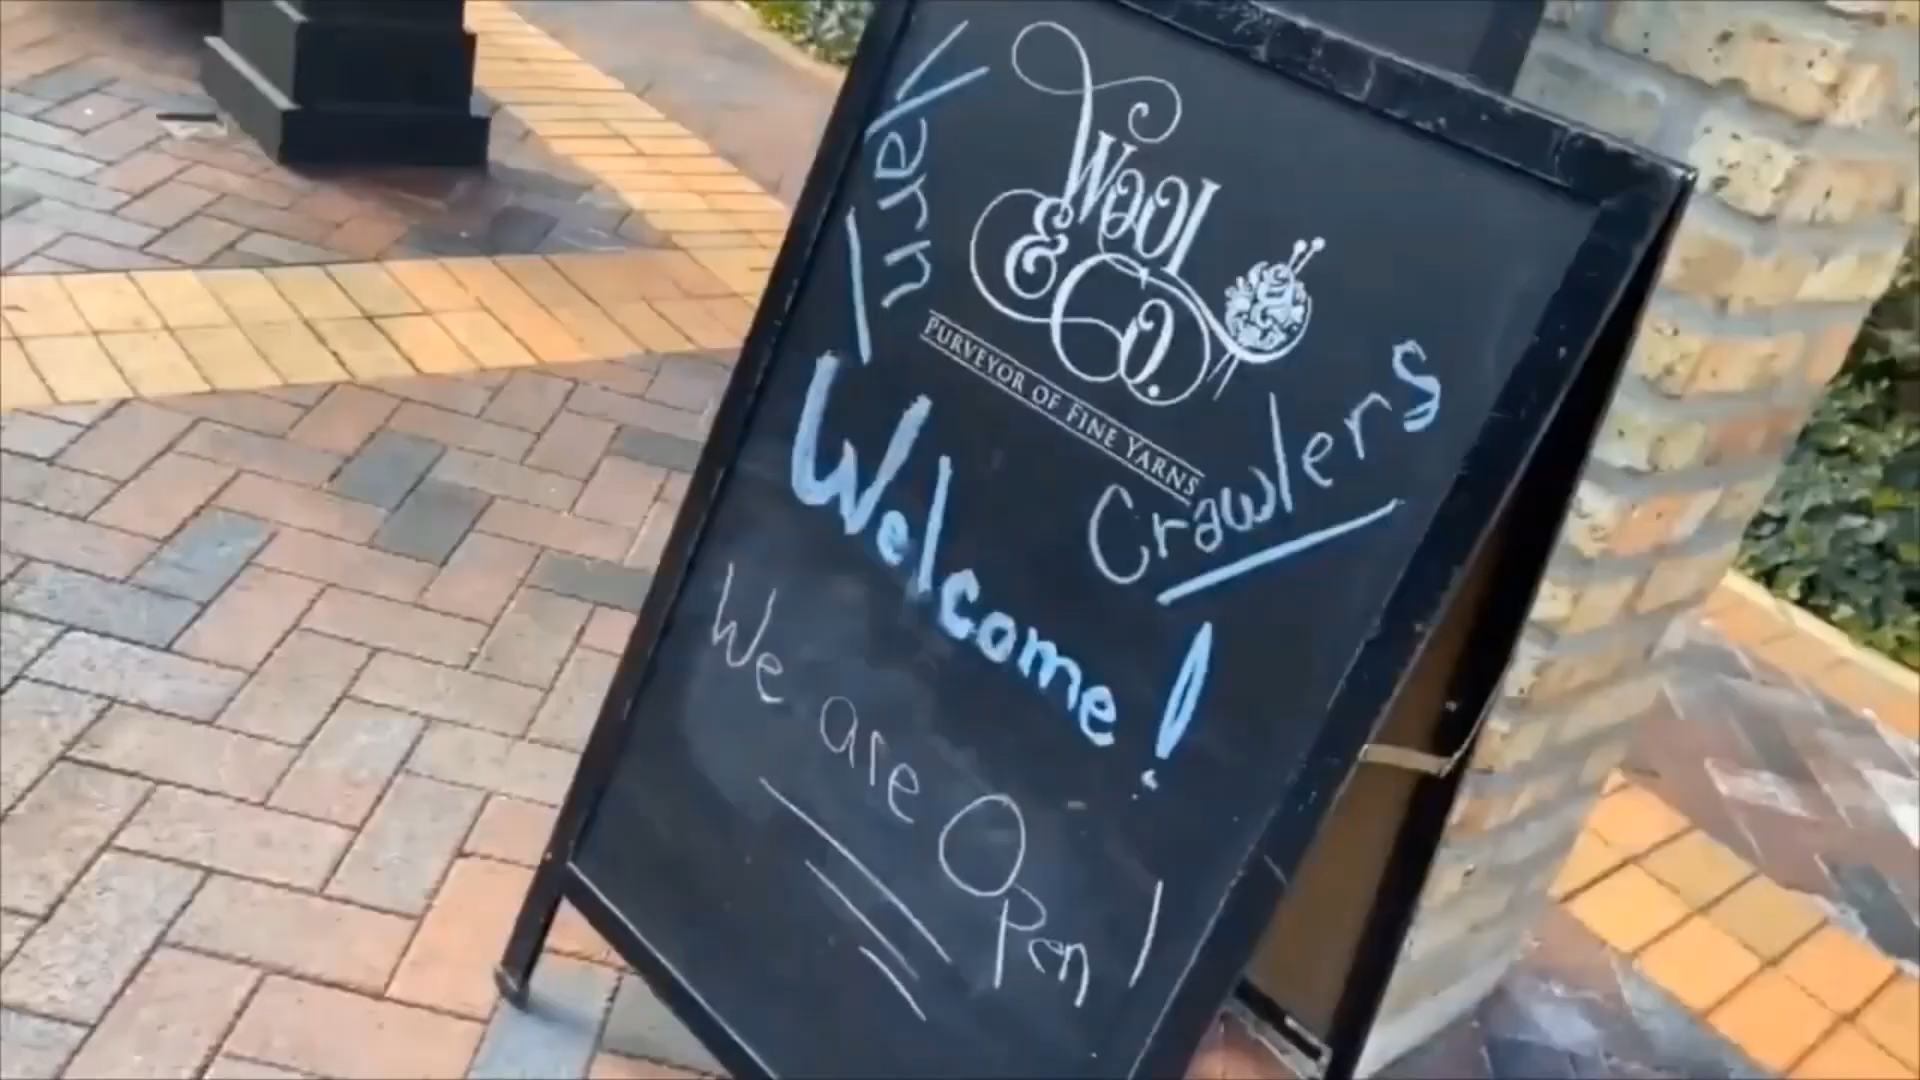 Wool
& Co.
PURVEYOR OF FINE YARNS
Yarn
Crawlers
Welcome!
We are Open!